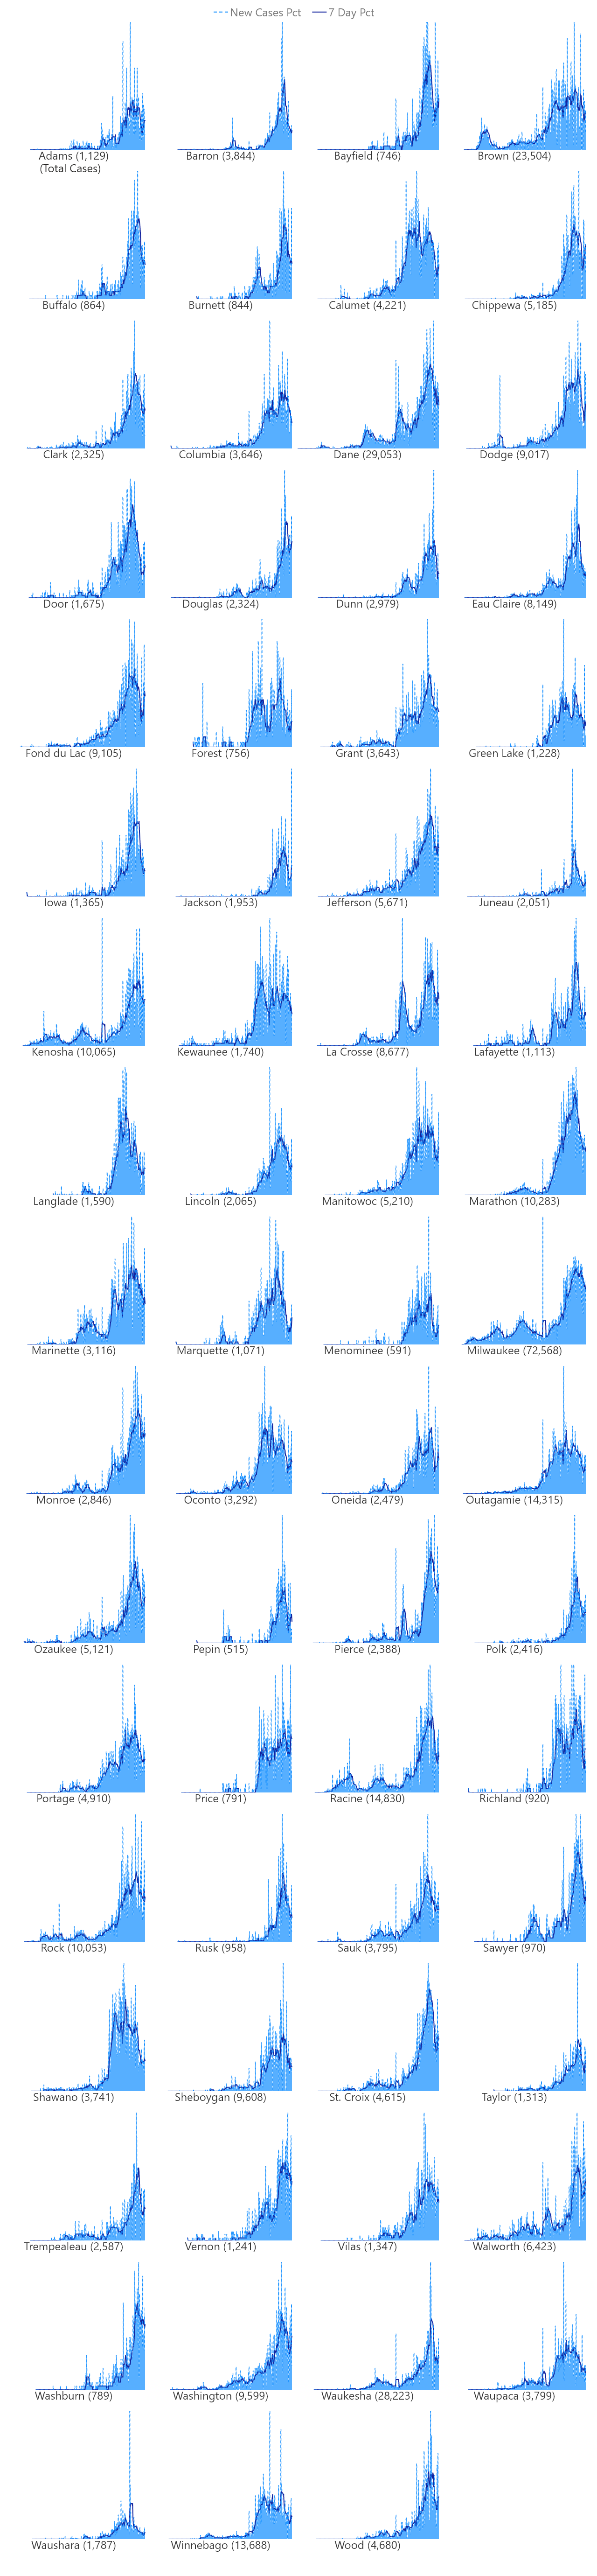 New Cases Pct 7 Day Pct
Adams (1,129) Barron (3,844) Bayfield (746) Brown (23,504)
(Total Cases)
Buffalo (864) Burnett (844) Calumet (4,221) Chippewa (5,185)
Clark (2,325) Columbia (3,646) Dane (29,053) Dodge (9,017)
Door (1,675) Douglas (2,324) Dunn (2,979) Eau Claire (8,149)
Fond du Lac (9,105) Forest (756) Grant (3,643) Green Lake (1,228)
Iowa (1,365) Jackson (1,953) Jefferson (5,671) Juneau (2,051)
Kenosha (10,065) Kewaunee (1,740) La Crosse (8,677) Lafayette (1,113)
Langlade (1,590) Lincoln (2,065) Manitowoc (5,210) Marathon (10,283)
Marinette (3,116) Marquette (1,071) Menominee (591) Milwaukee (72,568)
Monroe (2,846) Oconto (3,292) Oneida (2,479) Outagamie (14,315)
Ozaukee (5,121) Pepin (515) Pierce (2,388) Polk (2,416)
Portage (4,910) Price (791) Racine (14,830) Richland (920)
Rock (10,053) Rusk (958) Sauk (3,795) Sawyer (970)
Shawano (3,741) Sheboygan (9,608) St. Croix (4,615) Taylor (1,313)
Trempealeau (2,587) Vernon (1,241) Vilas (1,347) Walworth (6,423)
Washburn (789) Washington (9,599) Waukesha (28,223) Waupaca (3,799)
Waushara (1,787) Winnebago (13,688) Wood (4,680)